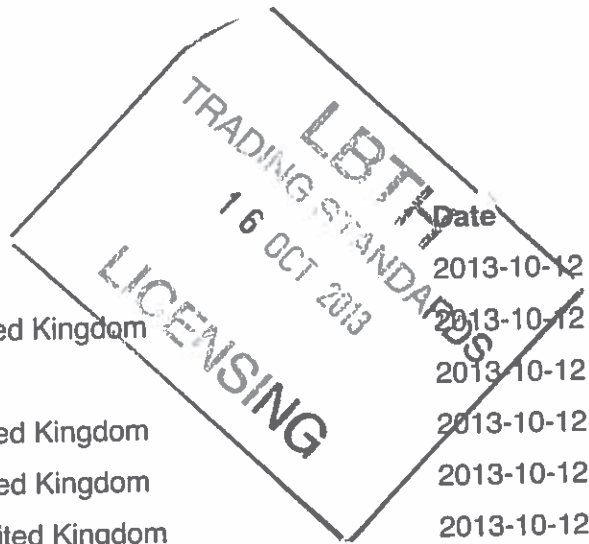 LBTH
TRADING STANDARDS
16 OCT 2013
LICENSING
Date
2013-10-12
ed Kingdom 2013-10-12
2013-10-12
ed Kingdom 2013-10-12
ed Kingdom 2013-10-12
ited Kingdom 2013-10-12